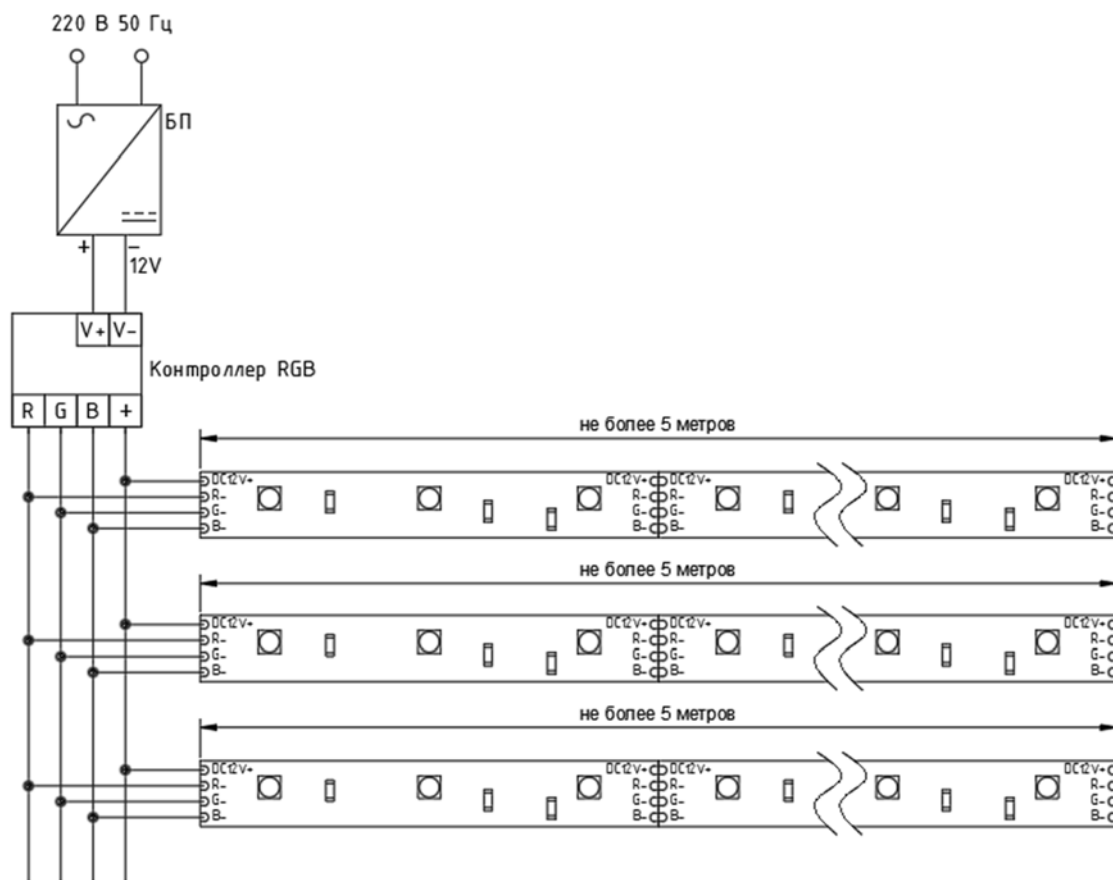 220 В 50 Гц
БП
+ −
12V
V+ V-
Контроллер RGB
R G B +
не более 5 метров
DC12V+ DC12V+ DC12V+ DC12V+
R- R- R- R-
G- G- G- G-
B- B- B- B-
не более 5 метров
DC12V+ DC12V+ DC12V+ DC12V+
R- R- R- R-
G- G- G- G-
B- B- B- B-
не более 5 метров
DC12V+ DC12V+ DC12V+ DC12V+
R- R- R- R-
G- G- G- G-
B- B- B- B-